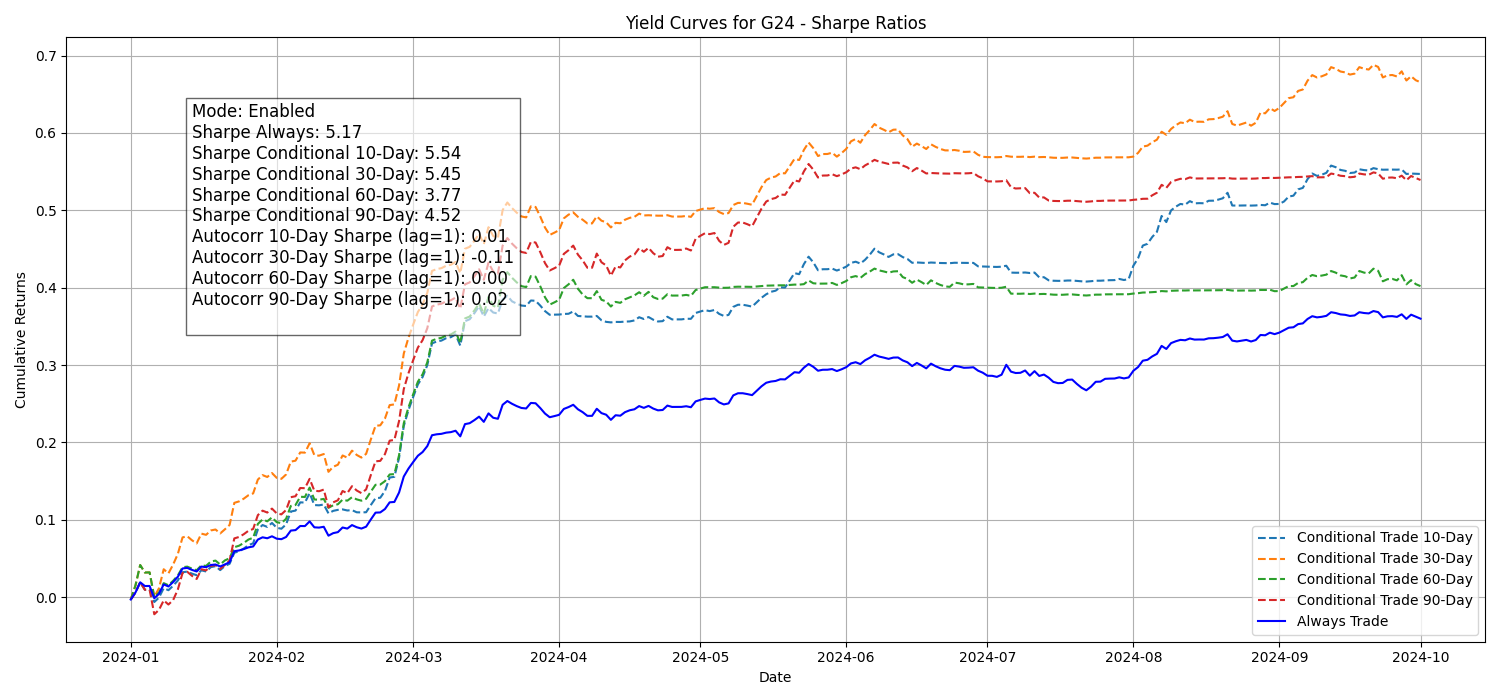 Yield Curves for G24 - Sharpe Ratios
Cumulative Returns
0.7
0.6
0.5
0.4
0.3
0.2
0.1
0.0
Mode: Enabled
Sharpe Always: 5.17
Sharpe Conditional 10-Day: 5.54
Sharpe Conditional 30-Day: 5.45
Sharpe Conditional 60-Day: 3.77
Sharpe Conditional 90-Day: 4.52
Autocorr 10-Day Sharpe (lag=1): 0.01
Autocorr 30-Day Sharpe (lag=1): -0.11
Autocorr 60-Day Sharpe (lag=1): 0.00
Autocorr 90-Day Sharpe (lag=1): 0.02
Conditional Trade 10-Day
Conditional Trade 30-Day
Conditional Trade 60-Day
Conditional Trade 90-Day
Always Trade
2024-01 2024-02 2024-03 2024-04 2024-05 2024-06 2024-07 2024-08 2024-09 2024-10
Date